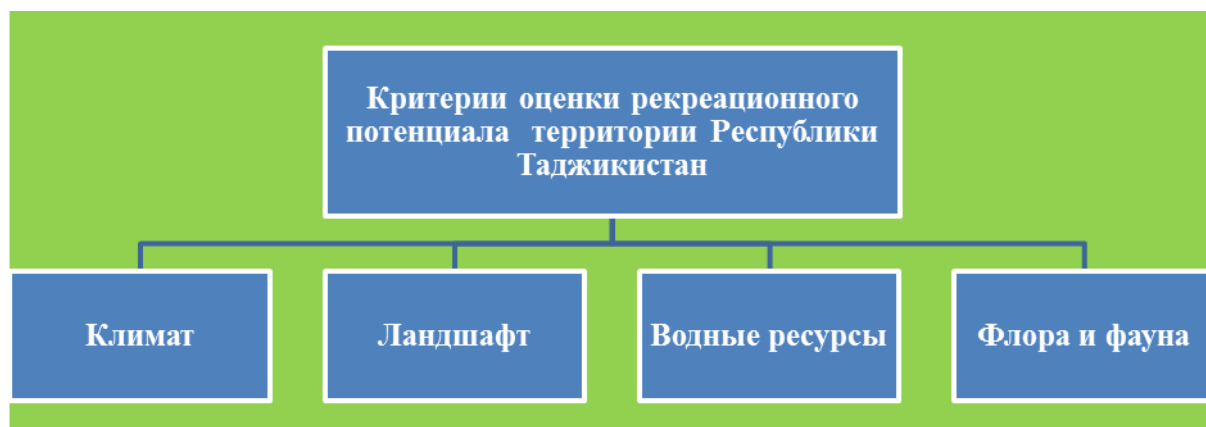 Критерии оценки рекреационного
потенциала территории Республики
Таджикистан
Климат
Ландшафт
Водные ресурсы
Флора и фауна